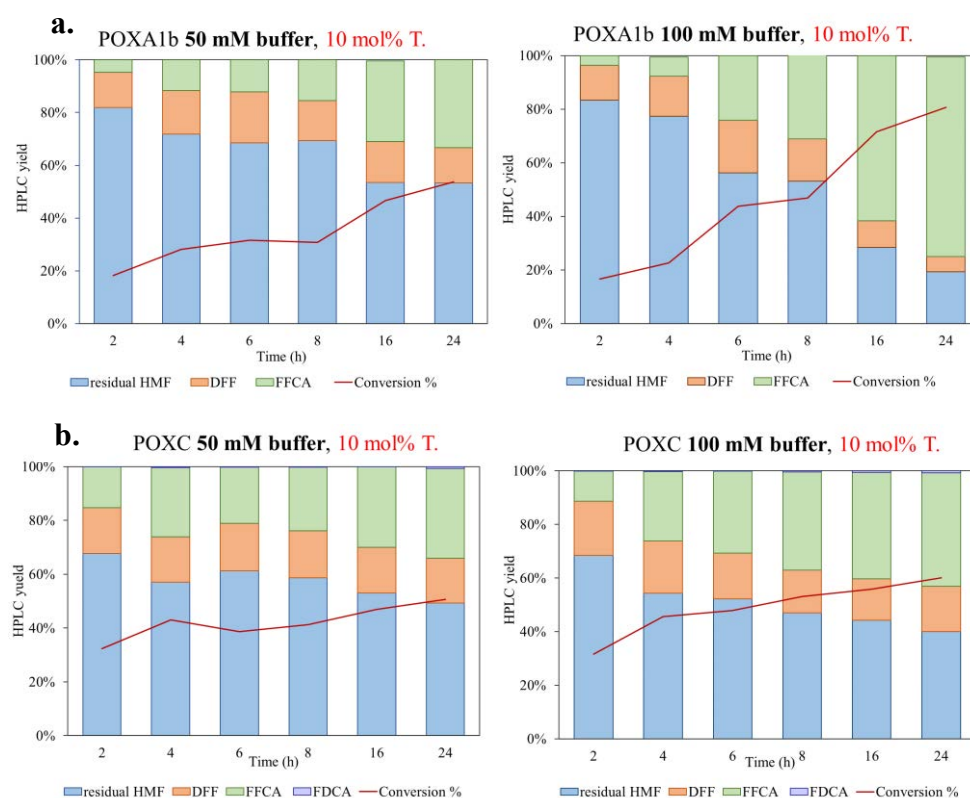 a.
POXA1b 50 mM buffer, 10 mol% T.
100%
80%
60%
40%
20%
0%
HPLC yield
2 4 6 8 16 24
Time (h)
residual HMF DFF FFCA Conversion %
POXA1b 100 mM buffer, 10 mol% T.
100%
80%
60%
40%
20%
0%
HPLC yield
2 4 6 8 16 24
Time (h)
residual HMF DFF FFCA Conversion %
b.
POXC 50 mM buffer, 10 mol% T.
100%
80%
60%
40%
20%
0%
HPLC yueld
2 4 6 8 16 24
Time (h)
residual HMF DFF FFCA FDCA Conversion %
POXC 100 mM buffer, 10 mol% T.
100%
80%
60%
40%
20%
0%
HPLC yield
2 4 6 8 16 24
Time (h)
residual HMF DFF FFCA FDCA Conversion %